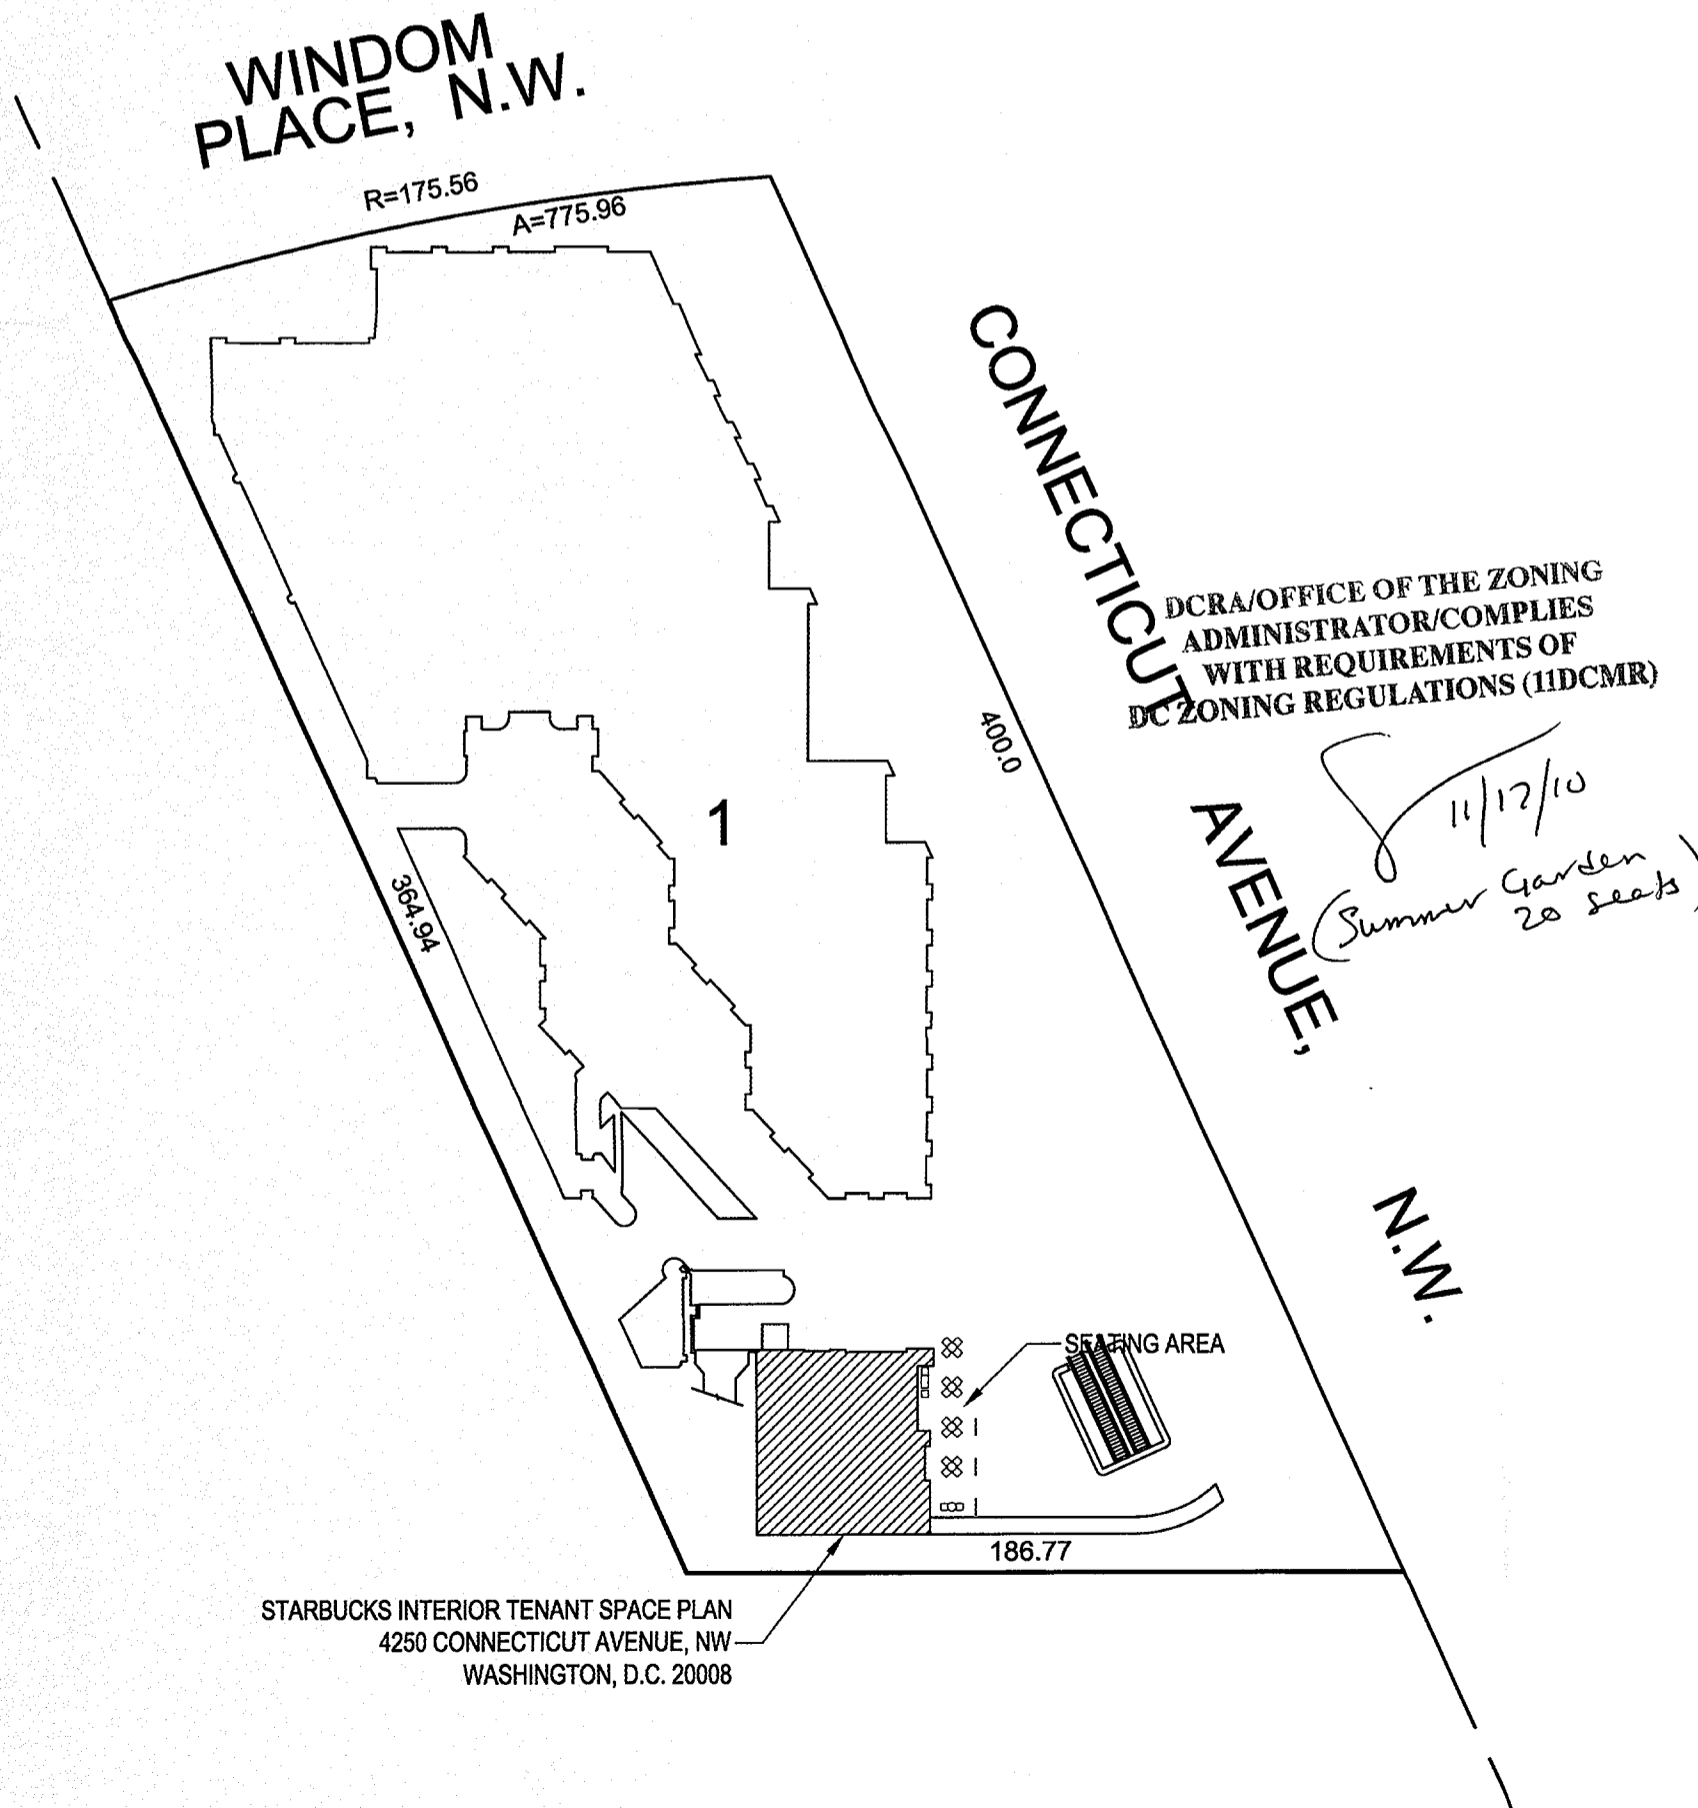 WINDOM
PLACE, N.W.
R=175.56
A=775.96
CONNECTICUT
AVENUE,
N.W.
DCRA/OFFICE OF THE ZONING
ADMINISTRATOR/COMPLIES
WITH REQUIREMENTS OF
DC ZONING REGULATIONS (11DCMR)
11/17/10
(Summer Garden
20 seats)
400.0
1
364.94
SEATING AREA
186.77
STARBUCKS INTERIOR TENANT SPACE PLAN
4250 CONNECTICUT AVENUE, NW
WASHINGTON, D.C. 20008